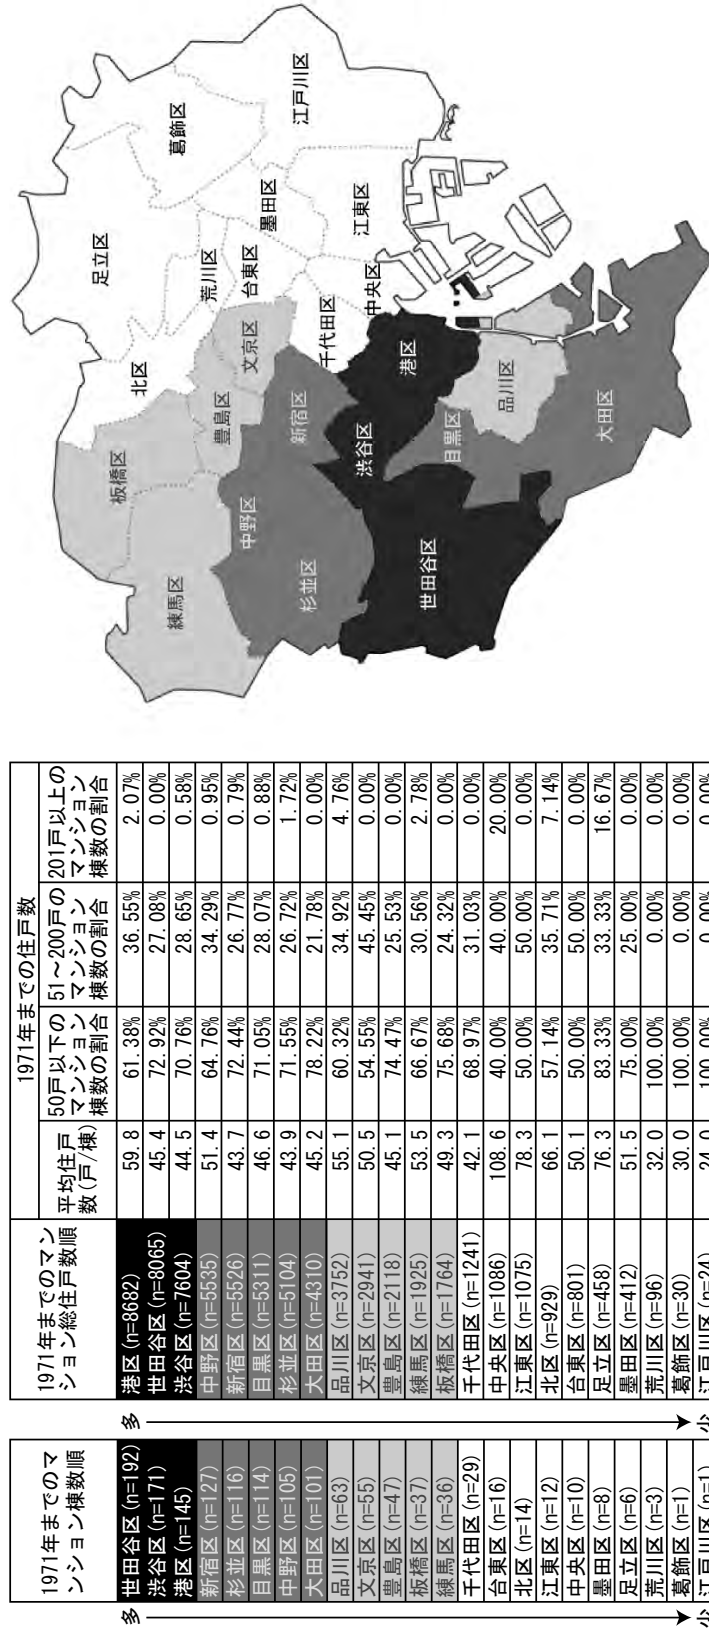 1971年までのマンション棟数順
多
少
世田谷区 (n=192)
渋谷区 (n=171)
港区 (n=145)
新宿区 (n=127)
杉並区 (n=116)
目黒区 (n=114)
中野区 (n=105)
大田区 (n=101)
品川区 (n=63)
文京区 (n=55)
豊島区 (n=47)
板橋区 (n=37)
練馬区 (n=36)
千代田区 (n=29)
台東区 (n=16)
北区 (n=14)
江東区 (n=12)
中央区 (n=10)
墨田区 (n=8)
足立区 (n=6)
荒川区 (n=3)
葛飾区 (n=1)
江戸川区 (n=1)
多
少
1971年までのマンション総住戸数順 1971年までの住戸数
平均住戸数(戸/棟) 50戸以下のマンション棟数の割合 51～200戸のマンション棟数の割合 201戸以上のマンション棟数の割合
港区 (n=8682) 59.8 61.38% 36.55% 2.07%
世田谷区 (n=8065) 45.4 72.92% 27.08% 0.00%
渋谷区 (n=7604) 44.5 70.76% 28.65% 0.58%
中野区 (n=5535) 51.4 64.76% 34.29% 0.95%
新宿区 (n=5526) 43.7 72.44% 26.77% 0.79%
目黒区 (n=5311) 46.6 71.05% 28.07% 0.88%
杉並区 (n=5104) 43.9 71.55% 26.72% 1.72%
大田区 (n=4310) 45.2 78.22% 21.78% 0.00%
品川区 (n=3752) 55.1 60.32% 34.92% 4.76%
文京区 (n=2941) 50.5 54.55% 45.45% 0.00%
豊島区 (n=2118) 45.1 74.47% 25.53% 0.00%
練馬区 (n=1925) 53.5 66.67% 30.56% 2.78%
板橋区 (n=1764) 49.3 75.68% 24.32% 0.00%
千代田区 (n=1241) 42.1 68.97% 31.03% 0.00%
中央区 (n=1086) 108.6 40.00% 40.00% 20.00%
江東区 (n=1075) 78.3 50.00% 50.00% 0.00%
北区 (n=929) 66.1 57.14% 35.71% 7.14%
台東区 (n=801) 50.1 50.00% 50.00% 0.00%
足立区 (n=458) 76.3 83.33% 33.33% 16.67%
墨田区 (n=412) 51.5 75.00% 25.00% 0.00%
荒川区 (n=96) 32.0 100.00% 0.00% 0.00%
葛飾区 (n=30) 30.0 100.00% 0.00% 0.00%
江戸川区 (n=24) 24.0 100.00% 0.00% 0.00%
足立区
葛飾区
北区
板橋区
荒川区
練馬区
豊島区
文京区
台東区
墨田区
江戸川区
中野区
新宿区
千代田区
江東区
中央区
杉並区
渋谷区
港区
世田谷区
目黒区
品川区
大田区